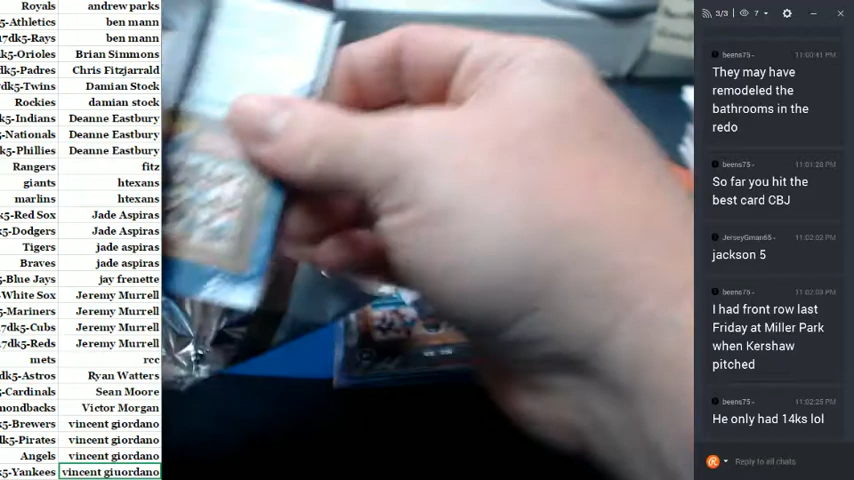 Royals andrew parks
-Athletics ben mann
7dk5-Rays ben mann
dk5-Orioles Brian Simmons
dk5-Padres Chris Fitzjarrald
7dk5-Twins Damian Stock
Rockies damian stock
k5-Indians Deanne Eastbury
5-Nationals Deanne Eastbury
k5-Phillies Deanne Eastbury
Rangers fitz
giants htexans
marlins htexans
k5-Red Sox Jade Aspiras
k5-Dodgers Jade Aspiras
Tigers jade aspiras
Braves jade aspiras
5-Blue Jays jay frenette
-White Sox Jeremy Murrell
5-Mariners Jeremy Murrell
7dk5-Cubs Jeremy Murrell
7dk5-Reds Jeremy Murrell
mets rcc
dk5-Astros Ryan Watters
5-Cardinals Sean Moore
mondbacks Victor Morgan
5-Brewers vincent giordano
dk5-Pirates vincent giordano
Angels vincent giordano
k5-Yankees vincent giuordano
3/3 7
beens75- 11:00:41 PM
They may have
remodeled the
bathrooms in the
redo
beens75- 11:01:28 PM
So far you hit the
best card CBJ
JerseyGman65- 11:02:02 PM
jackson 5
beens75- 11:02:03 PM
I had front row last
Friday at Miller Park
when Kershaw
pitched
beens75- 11:02:25 PM
He only had 14ks lol
Reply to all chats